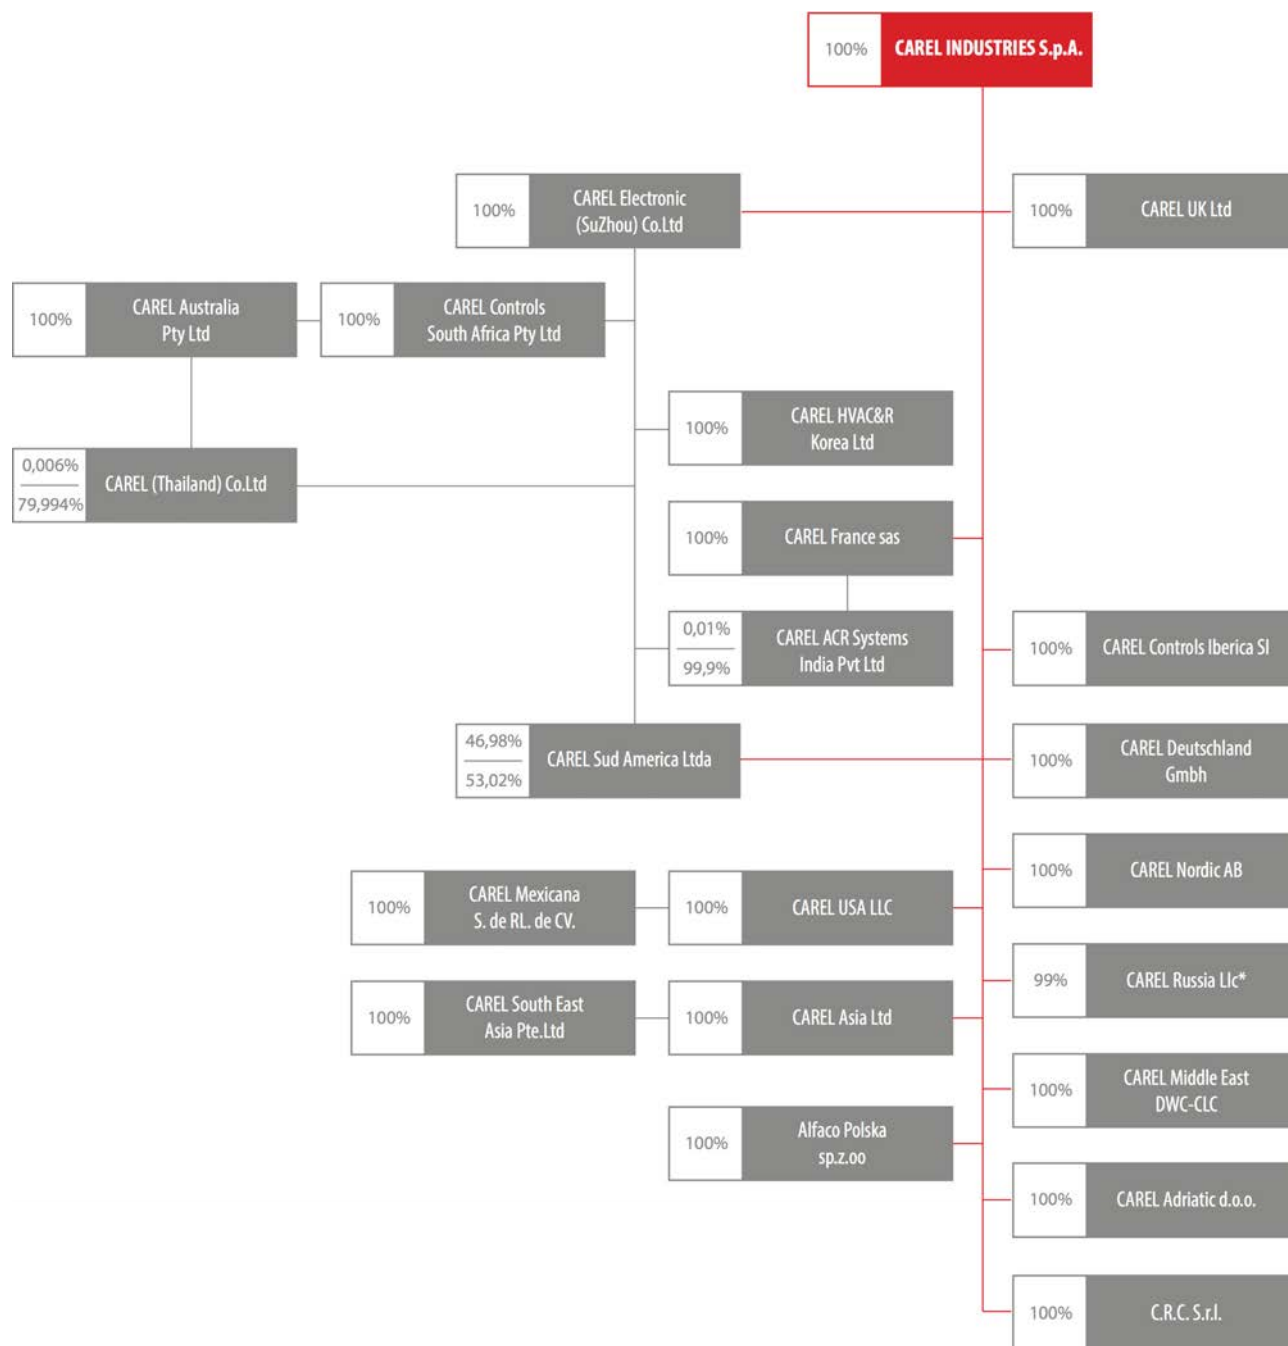 100%
CAREL INDUSTRIES S.p.A.
100%
CAREL Electronic
(SuZhou) Co.Ltd
100%
CAREL UK Ltd
100%
CAREL Australia
Pty Ltd
100%
CAREL Controls
South Africa Pty Ltd
100%
CAREL HVAC&R
Korea Ltd
0,006%
79,994%
CAREL (Thailand) Co.Ltd
100%
CAREL France sas
0,01%
99,9%
CAREL ACR Systems
India Pvt Ltd
100%
CAREL Controls Iberica Sl
46,98%
53,02%
CAREL Sud America Ltda
100%
CAREL Deutschland
Gmbh
100%
CAREL Nordic AB
100%
CAREL Mexicana
S. de RL. de CV.
100%
CAREL USA LLC
99%
CAREL Russia Llc*
100%
CAREL South East
Asia Pte.Ltd
100%
CAREL Asia Ltd
100%
CAREL Middle East
DWC-CLC
100%
Alfaco Polska
sp.z.oo
100%
CAREL Adriatic d.o.o.
100%
C.R.C. S.r.l.